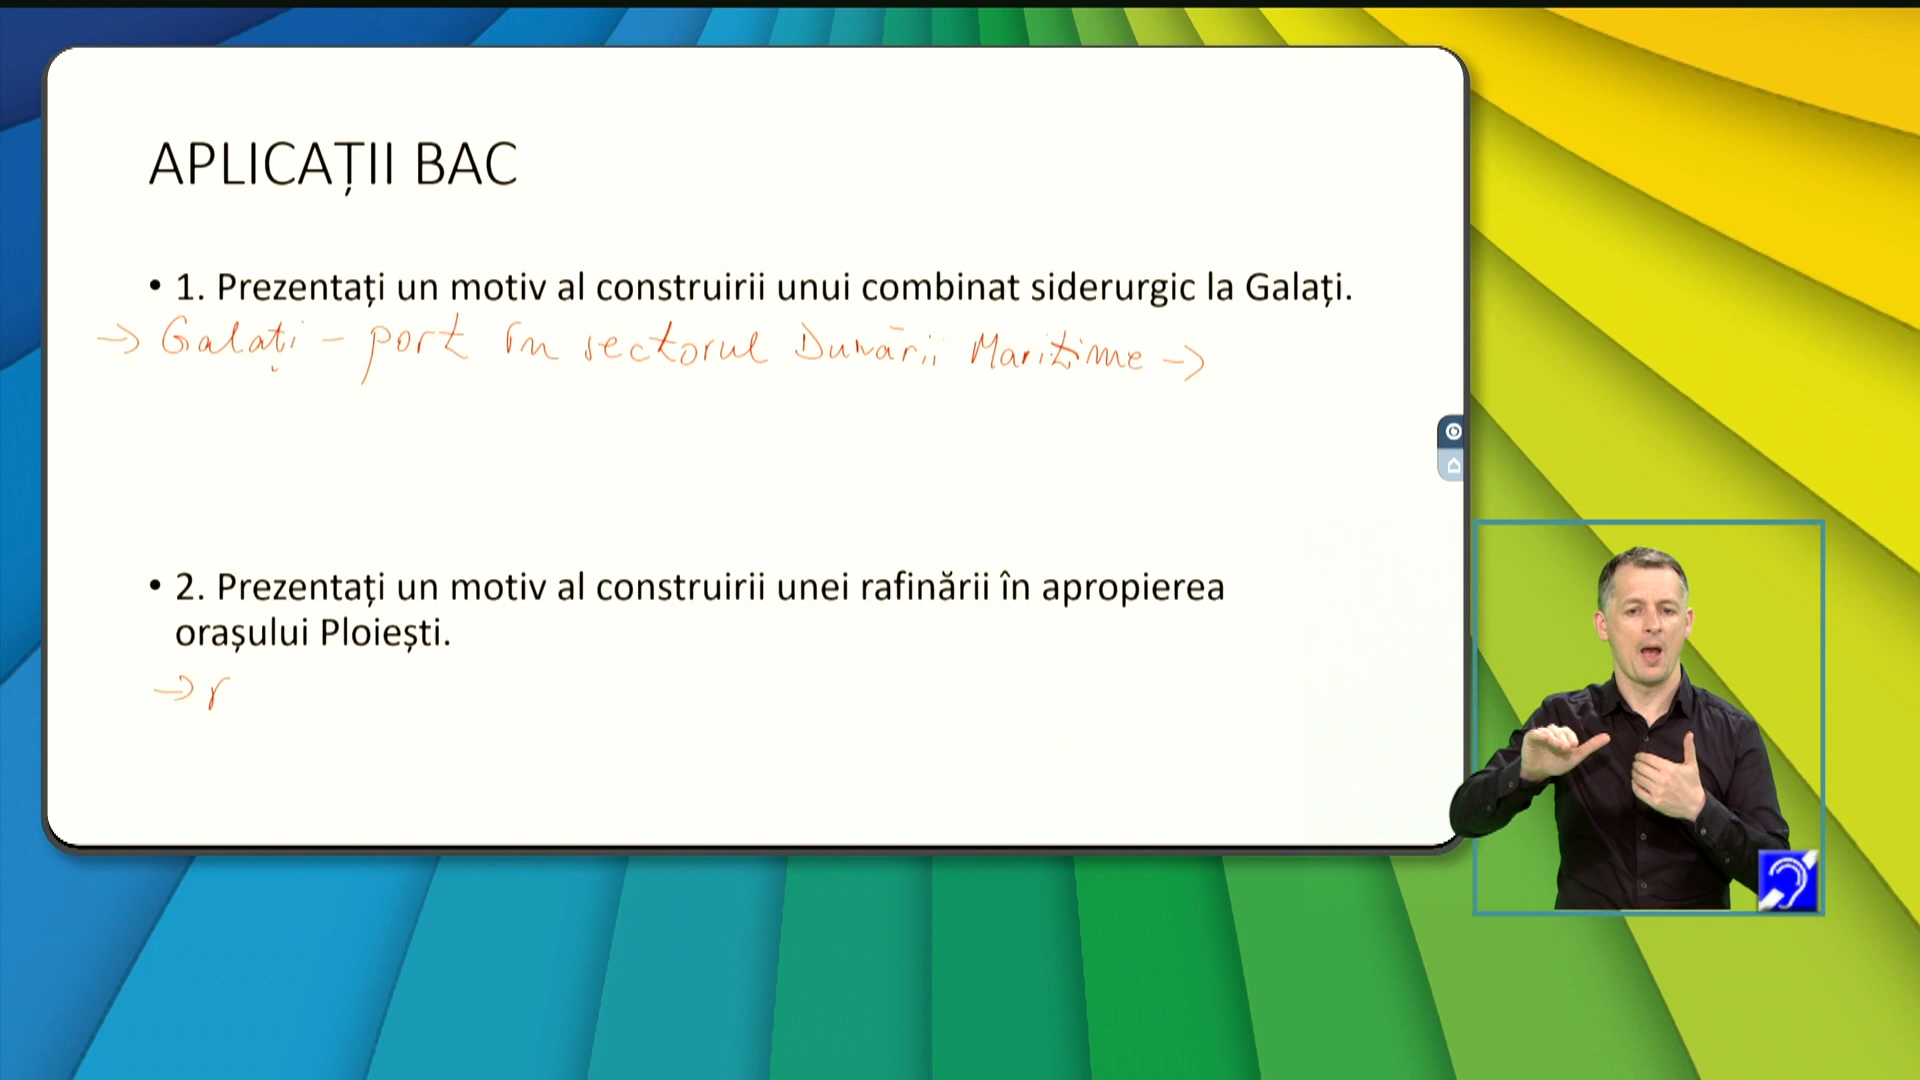 APLICAȚII BAC
• 1. Prezentați un motiv al construirii unui combinat siderurgic la Galați.
→ Galați – port în sectorul Dunării Maritime →
• 2. Prezentați un motiv al construirii unei rafinării în apropierea
orașului Ploiești.
→ r